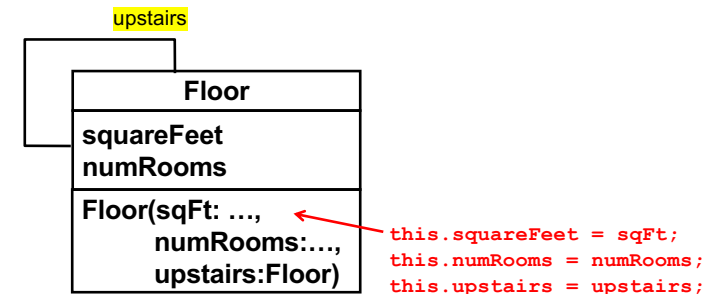 upstairs
Floor
squareFeet
numRooms
Floor(sqFt: …,
numRooms:…,
upstairs:Floor)
this.squareFeet = sqFt;
this.numRooms = numRooms;
this.upstairs = upstairs;